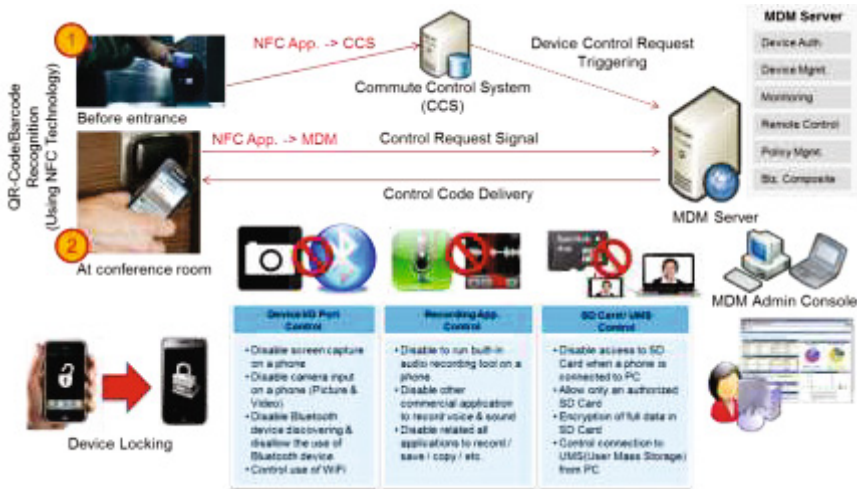 QR-Code/Barcode
Recognition
(Using NFC Technology)
1
Before entrance
2
At conference room
NFC App. -> CCS
Commute Control System
(CCS)
Device Control Request
Triggering
NFC App. -> MDM
Control Request Signal
Control Code Delivery
MDM Server
Device Auth.
Device Mgmt.
Monitoring
Remote Control
Policy Mgmt.
Biz. Composite
MDM Server
MDM Admin Console
Device Locking
Device I/O Port
Control
• Disable screen capture
on a phone
• Disable camera input
on a phone (Picture &
Video)
• Disable Bluetooth
device discovering &
disallow the use of
Bluetooth device
• Control use of WiFi
Recording App.
Control
• Disable to run built-in
audio recording tool on a
phone
• Disable other
commercial application
to record voice & sound
• Disable related all
applications to record /
save / copy / etc.
SD Card/ UMS
Control
• Disable access to SD
Card when a phone is
connected to PC
• Allow only an authorized
SD Card
• Encryption of full data in
SD Card
• Control connection to
UMS(User Mass Storage)
from PC